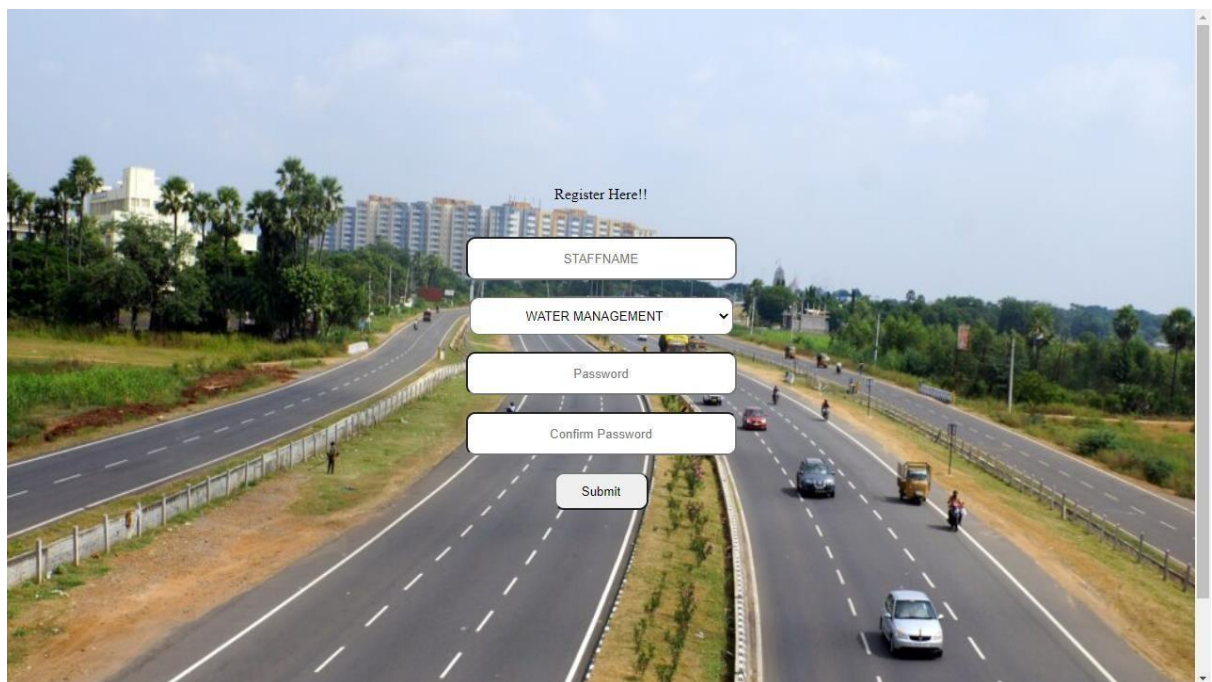 Register Here!!
STAFFNAME
WATER MANAGEMENT
Password
Confirm Password
Submit